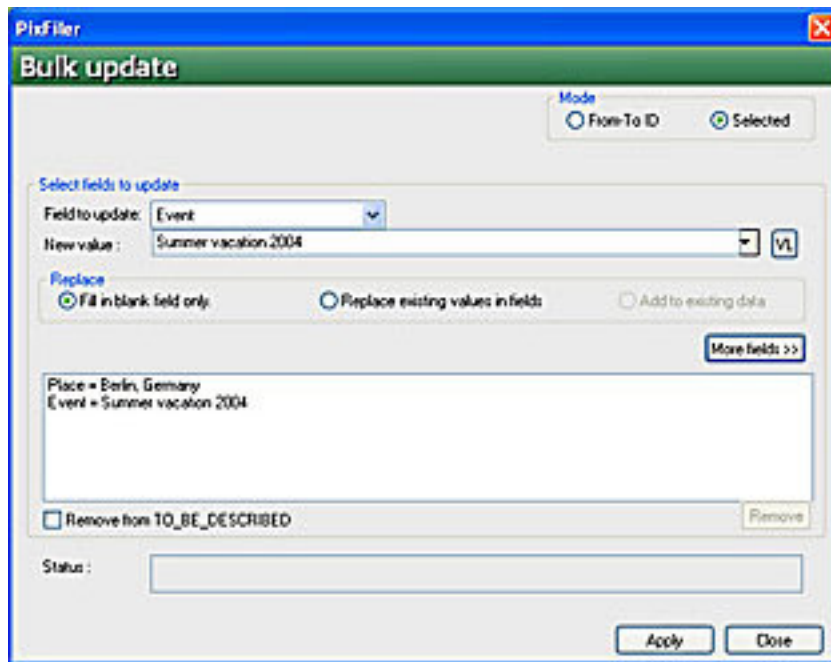 PixFiler
Bulk update
Mode
From-To ID Selected
Select fields to update
Field to update: Event
New value : Summer vacation 2004 VL
Replace
Fill in blank field only. Replace existing values in fields Add to existing data
More fields >>
Place = Berlin, Germany
Event = Summer vacation 2004
Remove from TO_BE_DESCRIBED Remove
Status :
Apply Close